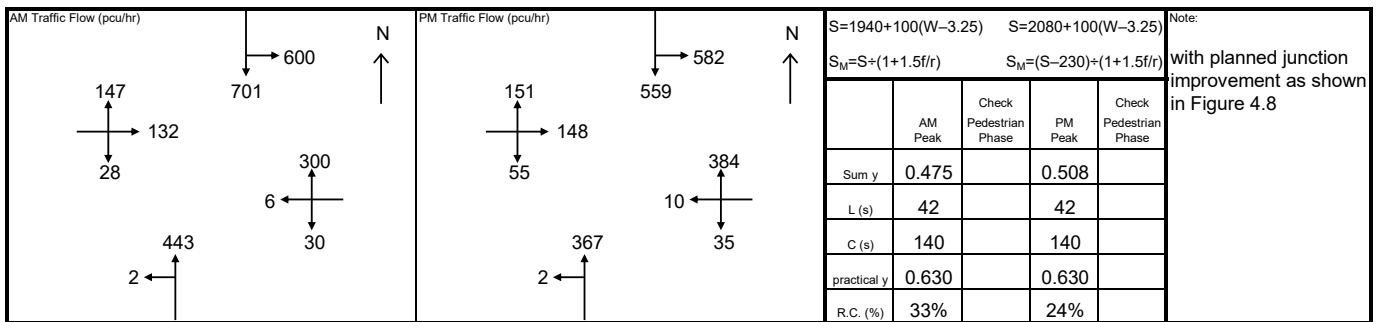 AM Traffic Flow (pcu/hr)
N
600
701
147
132
28
300
6
30
443
2
PM Traffic Flow (pcu/hr)
N
582
559
151
148
55
384
10
35
367
2
S=1940+100(W–3.25) S=2080+100(W–3.25)
S_M=S÷(1+1.5f/r) S_M=(S–230)÷(1+1.5f/r)
AM Peak Check Pedestrian Phase PM Peak Check Pedestrian Phase
Sum y 0.475 0.508
L (s) 42 42
C (s) 140 140
practical y 0.630 0.630
R.C. (%) 33% 24%
Note:
with planned junction
improvement as shown
in Figure 4.8